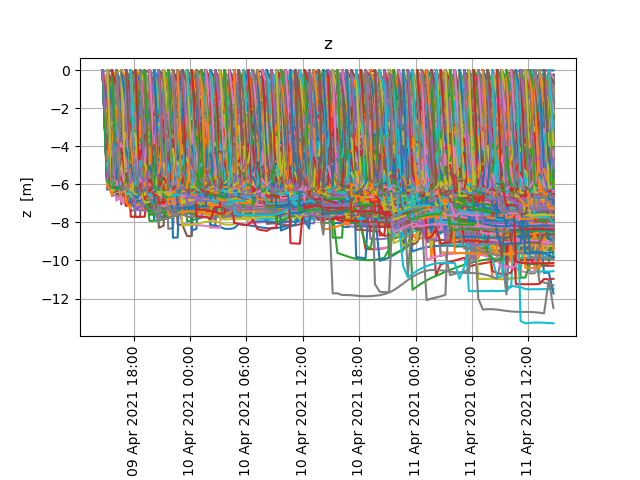 z
0
−2
−4
−6
−8
−10
−12
z [m]
09 Apr 2021 18:00
10 Apr 2021 00:00
10 Apr 2021 06:00
10 Apr 2021 12:00
10 Apr 2021 18:00
11 Apr 2021 00:00
11 Apr 2021 06:00
11 Apr 2021 12:00